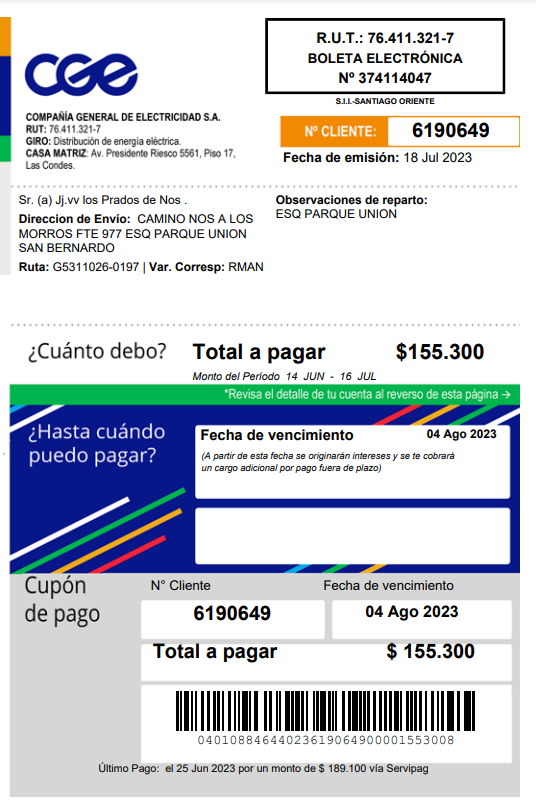 R.U.T.: 76.411.321-7
BOLETA ELECTRÓNICA
Nº 374114047
S.I.I.-SANTIAGO ORIENTE
cge
COMPAÑÍA GENERAL DE ELECTRICIDAD S.A.
RUT: 76.411.321-7
GIRO: Distribución de energía eléctrica.
CASA MATRIZ: Av. Presidente Riesco 5561, Piso 17,
Las Condes.
Nº CLIENTE: 6190649
Fecha de emisión: 18 Jul 2023
Sr. (a) Jj.vv los Prados de Nos .
Direccion de Envío: CAMINO NOS A LOS
MORROS FTE 977 ESQ PARQUE UNION
SAN BERNARDO
Ruta: G5311026-0197 | Var. Corresp: RMAN
Observaciones de reparto:
ESQ PARQUE UNION
¿Cuánto debo? Total a pagar $155.300
Monto del Período 14 JUN - 16 JUL
*Revisa el detalle de tu cuenta al reverso de esta página →
¿Hasta cuándo
puedo pagar?
Fecha de vencimiento 04 Ago 2023
(A partir de esta fecha se originarán intereses y se te cobrará
un cargo adicional por pago fuera de plazo)
Cupón
de pago
N° Cliente Fecha de vencimiento
6190649 04 Ago 2023
Total a pagar $ 155.300
04010884644023619064900001553008
Último Pago: el 25 Jun 2023 por un monto de $ 189.100 vía Servipag